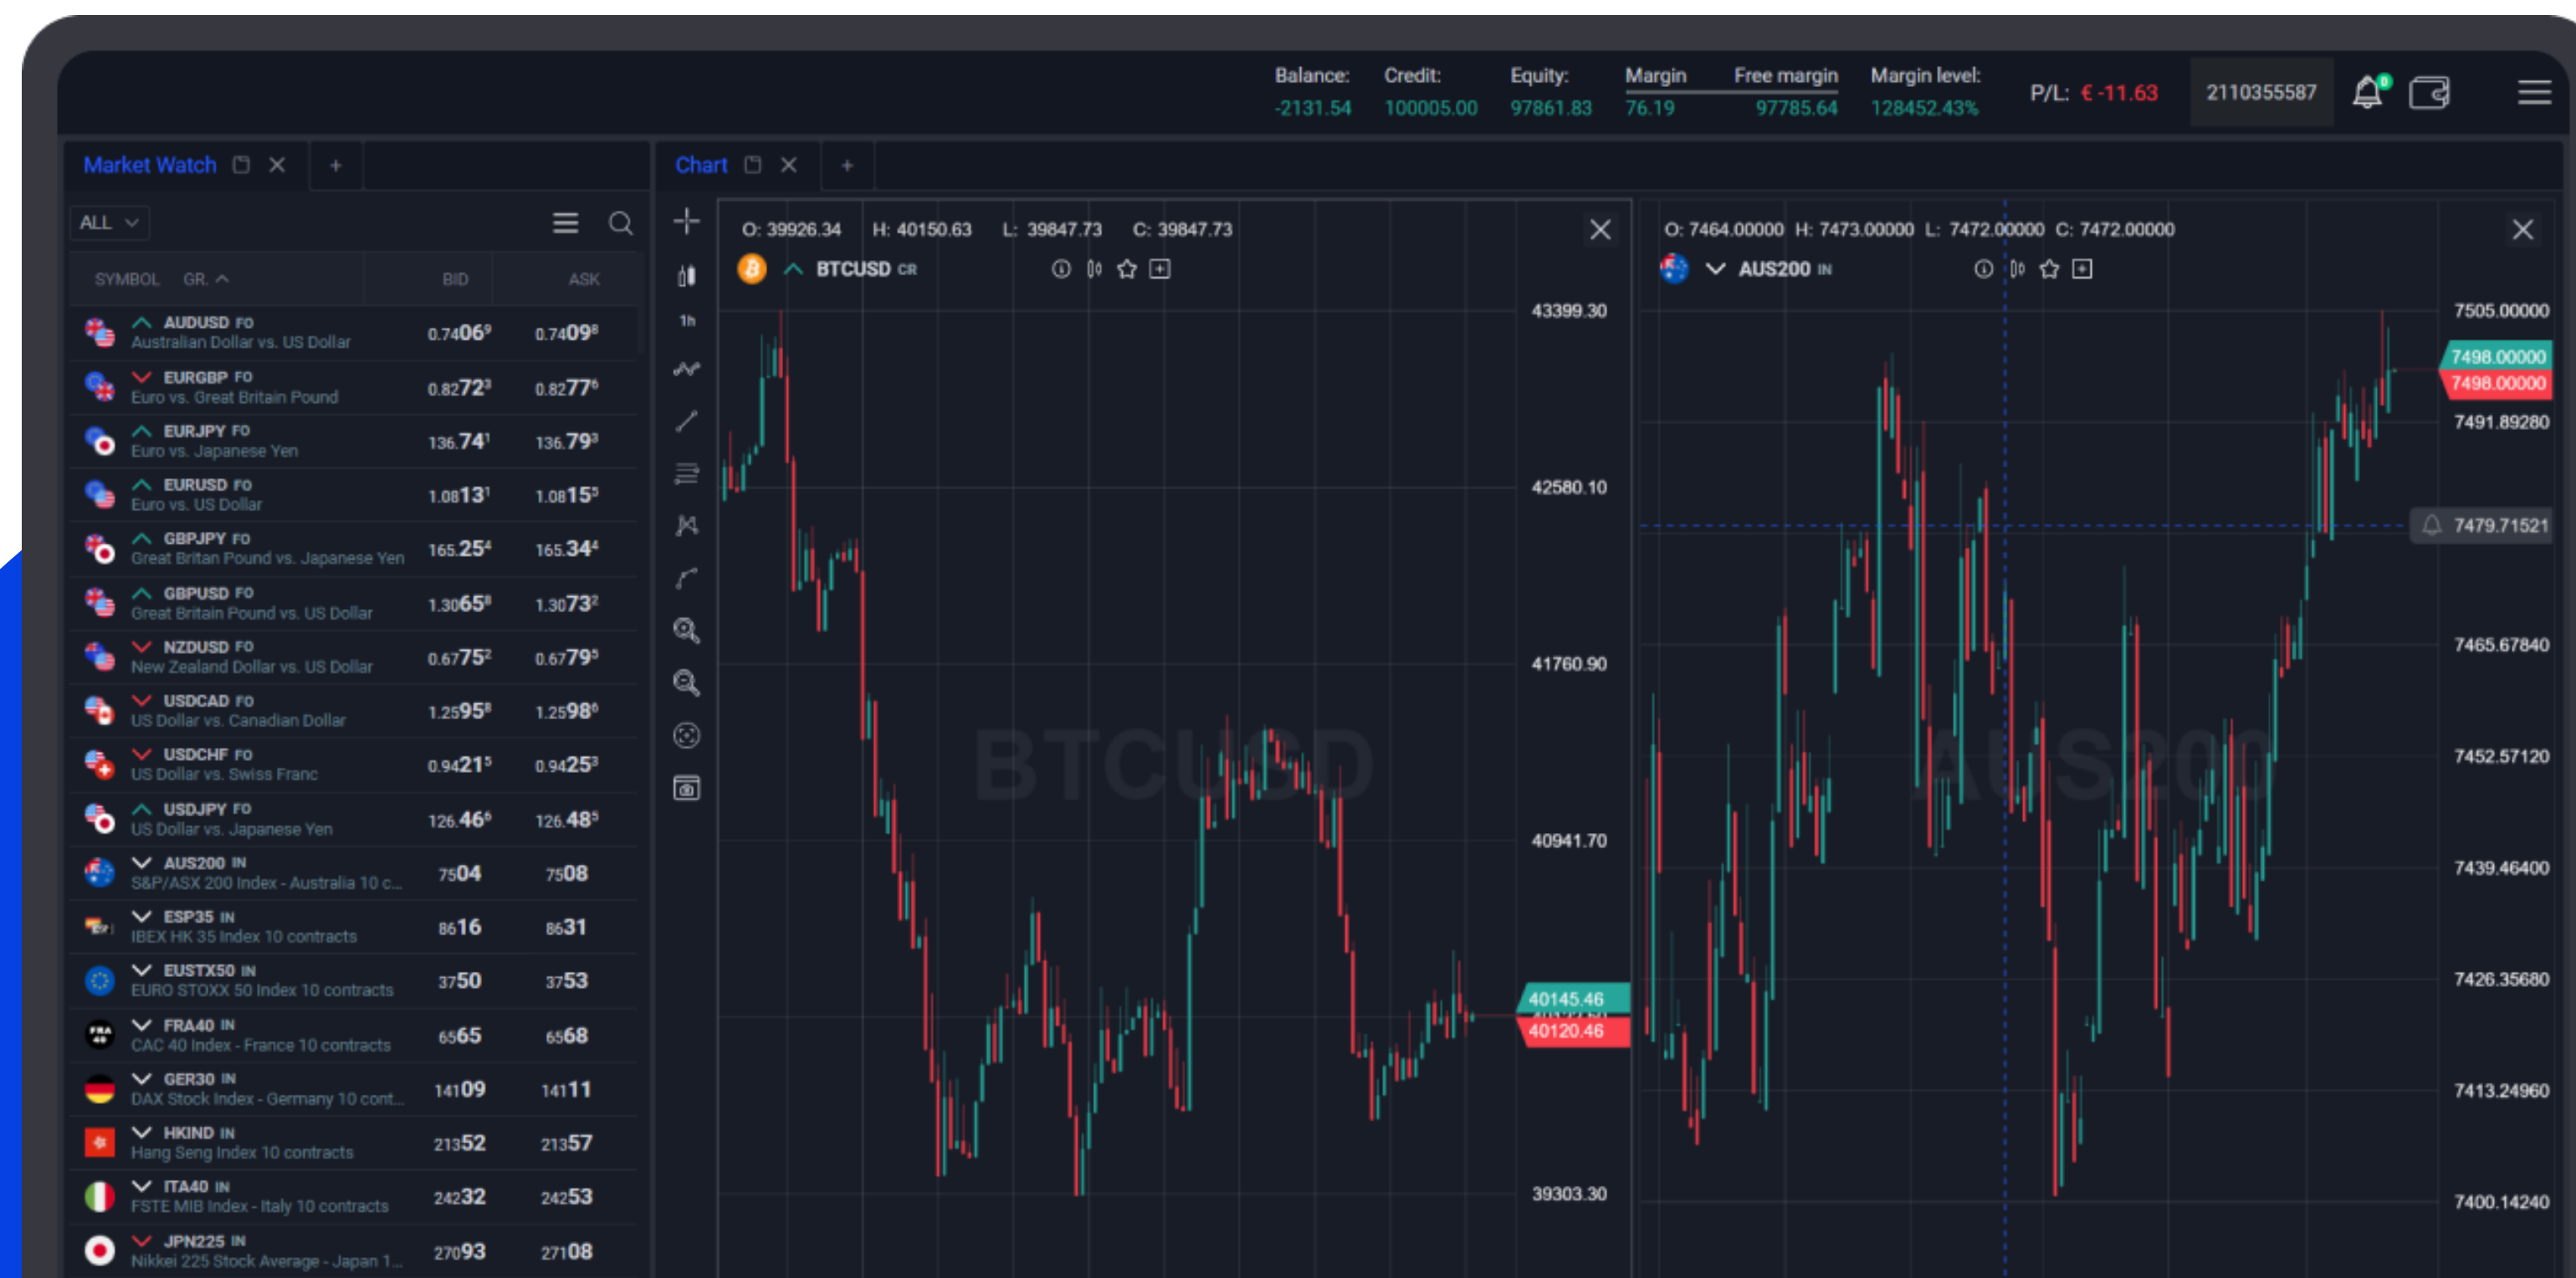 Balance: Credit: Equity: Margin Free margin Margin level:
-2131.54 100005.00 97861.83 76.19 97785.64 128452.43%
P/L: € -11.63 2110355587 0
Market Watch + Chart +
ALL
SYMBOL GR. BID ASK
AUDUSD FO
Australian Dollar vs. US Dollar
0.74069 0.74098
EURGBP FO
Euro vs. Great Britain Pound
0.82723 0.82776
EURJPY FO
Euro vs. Japanese Yen
136.741 136.793
EURUSD FO
Euro vs. US Dollar
1.08131 1.08155
GBPJPY FO
Great Britan Pound vs. Japanese Yen
165.254 165.344
GBPUSD FO
Great Britain Pound vs. US Dollar
1.30658 1.30732
NZDUSD FO
New Zealand Dollar vs. US Dollar
0.67752 0.67795
USDCAD FO
US Dollar vs. Canadian Dollar
1.25958 1.25986
USDCHF FO
US Dollar vs. Swiss Franc
0.94215 0.94253
USDJPY FO
US Dollar vs. Japanese Yen
126.466 126.485
AUS200 IN
S&P/ASX 200 Index - Australia 10 c...
7504 7508
ESP35 IN
IBEX HK 35 Index 10 contracts
8616 8631
EUSTX50 IN
EURO STOXX 50 Index 10 contracts
3750 3753
FRA40 IN
CAC 40 Index - France 10 contracts
6565 6568
GER30 IN
DAX Stock Index - Germany 10 cont...
14109 14111
HKIND IN
Hang Seng Index 10 contracts
21352 21357
ITA40 IN
FSTE MIB Index - Italy 10 contracts
24232 24253
JPN225 IN
Nikkei 225 Stock Average - Japan 1...
27093 27108
1h
O: 39926.34 H: 40150.63 L: 39847.73 C: 39847.73
BTCUSD CR
43399.30
42580.10
41760.90
BTCUSD
40941.70
40145.46
40120.46
39303.30
O: 7464.00000 H: 7473.00000 L: 7472.00000 C: 7472.00000
AUS200 IN
7505.00000
7498.00000
7498.00000
7491.89280
7479.71521
7465.67840
AUS200
7452.57120
7439.46400
7426.35680
7413.24960
7400.14240